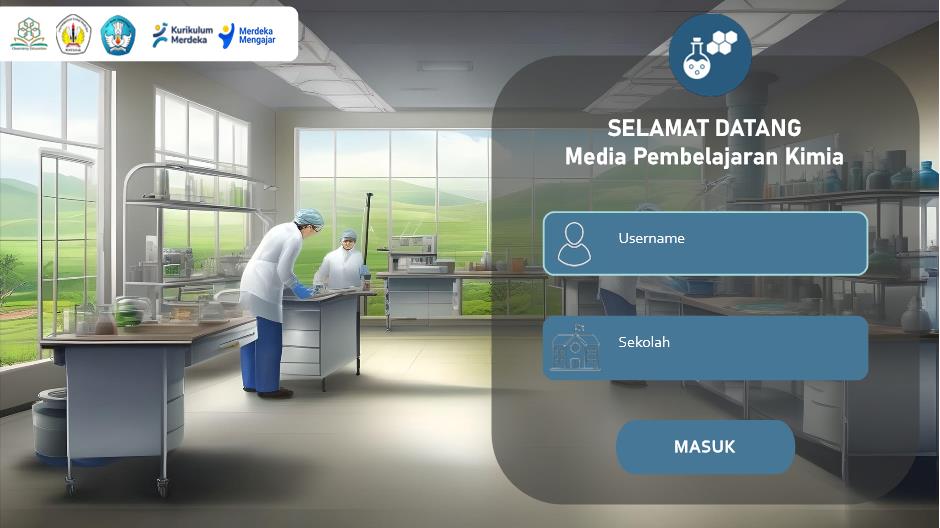 Kurikulum
Merdeka
Merdeka
Mengajar
SELAMAT DATANG
Media Pembelajaran Kimia
Username
Sekolah
MASUK